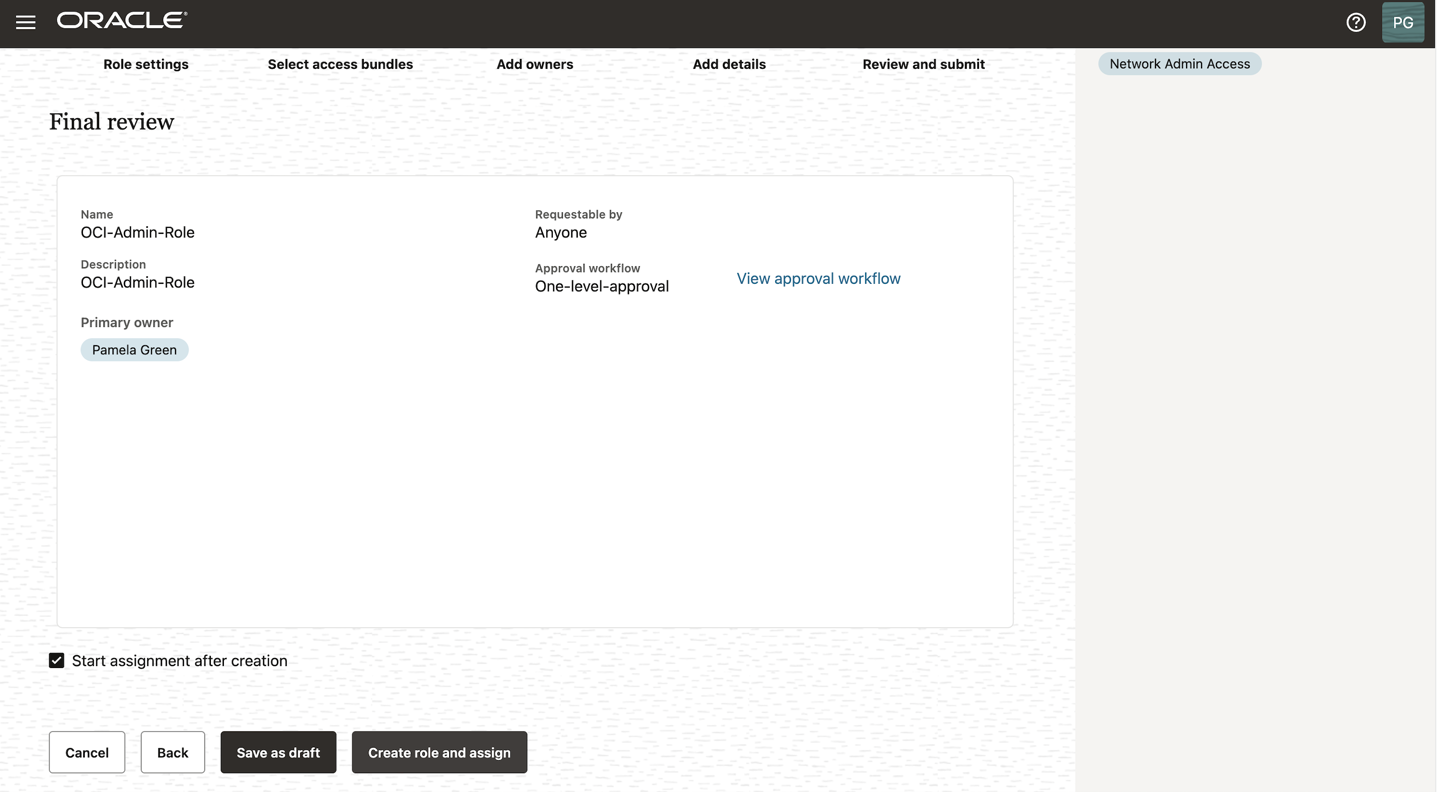 ORACLE®
PG
Role settings
Select access bundles
Add owners
Add details
Review and submit
Network Admin Access
Final review
Name
OCI-Admin-Role
Description
OCI-Admin-Role
Primary owner
Pamela Green
Requestable by
Anyone
Approval workflow
One-level-approval
View approval workflow
Start assignment after creation
Cancel
Back
Save as draft
Create role and assign